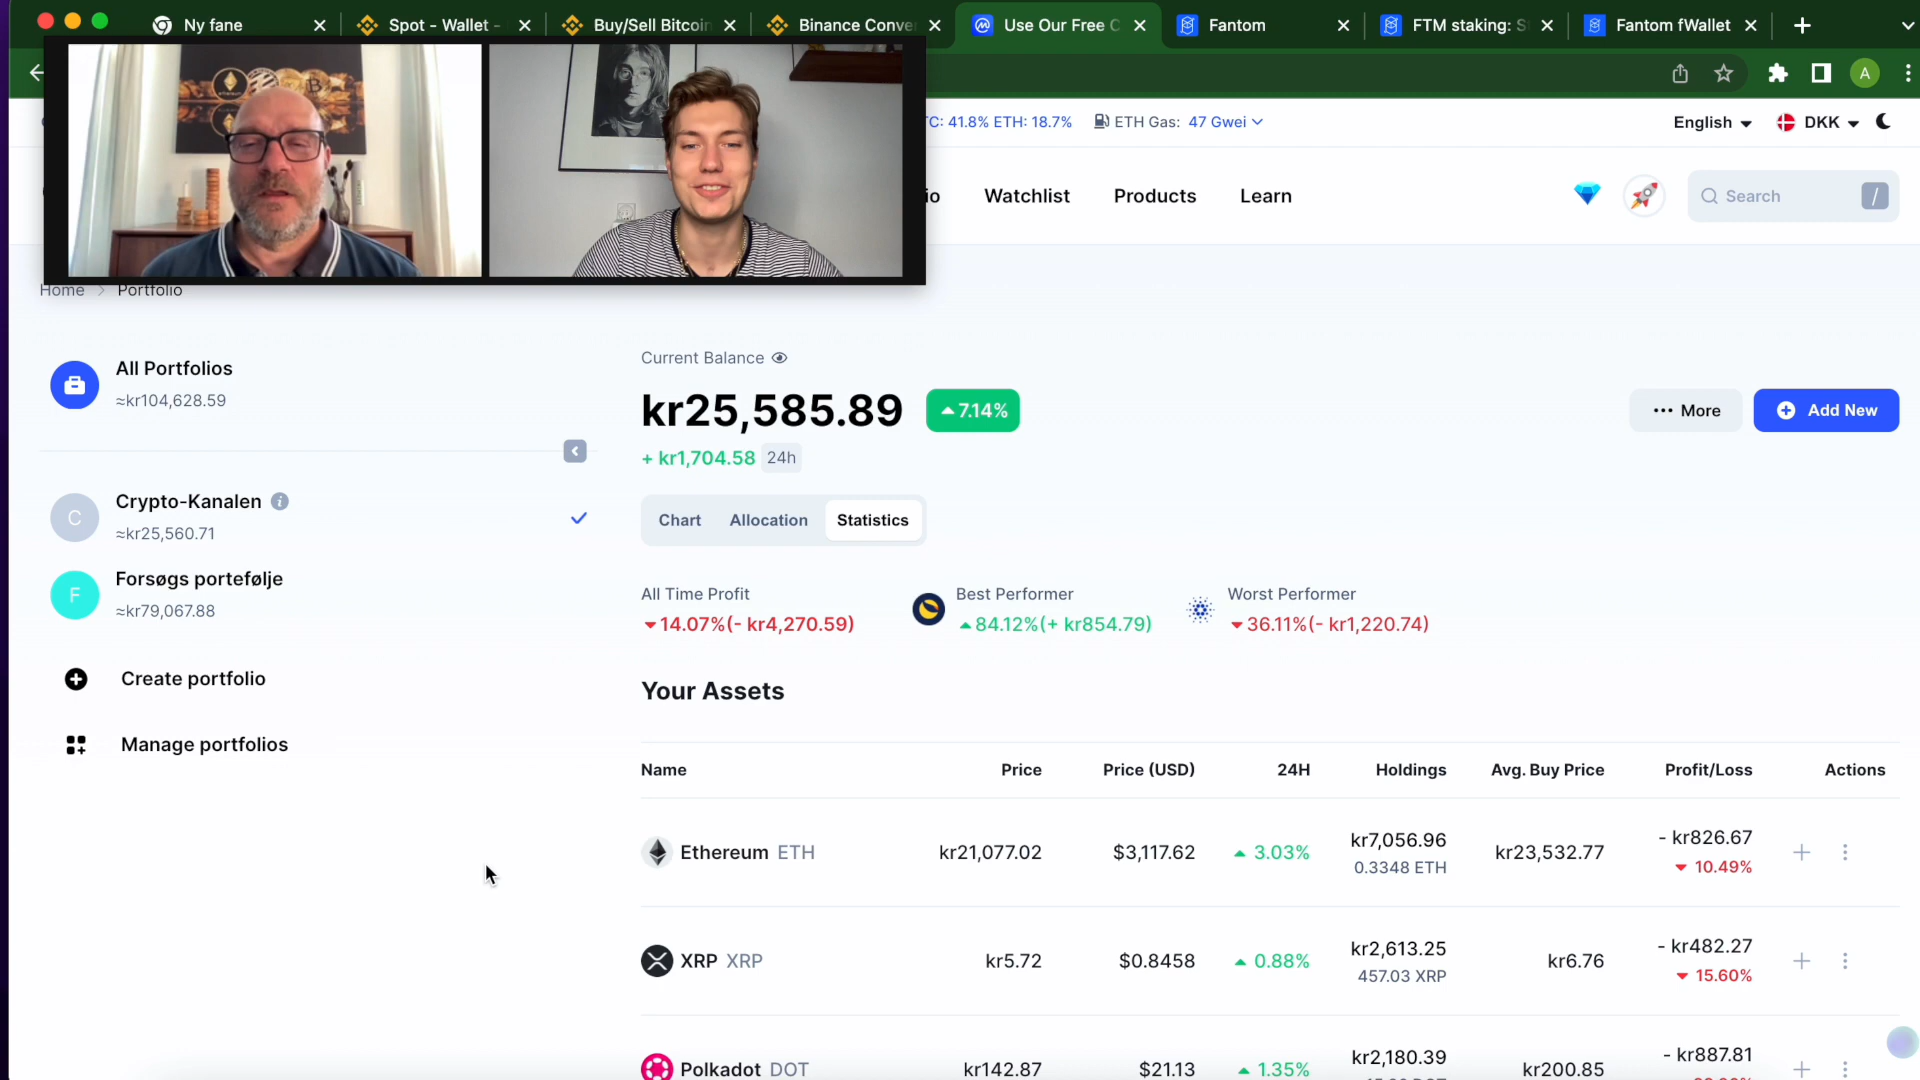 Ny fane
Spot - Wallet -
Buy/Sell Bitcoin
Binance Conver
Use Our Free C
Fantom
FTM staking: S
Fantom fWallet
A
TC: 41.8% ETH: 18.7%
ETH Gas: 47 Gwei
English
DKK
io
Watchlist
Products
Learn
Search /
Home > Portfolio
All Portfolios
≈kr104,628.59
C
Crypto-Kanalen
≈kr25,560.71
F
Forsøgs portefølje
≈kr79,067.88
Create portfolio
Manage portfolios
Current Balance
kr25,585.89
7.14%
+ kr1,704.58 24h
More
Add New
Chart Allocation Statistics
All Time Profit
14.07%(- kr4,270.59)
Best Performer
84.12%(+ kr854.79)
Worst Performer
36.11%(- kr1,220.74)
Your Assets
Name Price Price (USD) 24H Holdings Avg. Buy Price Profit/Loss Actions
Ethereum ETH kr21,077.02 $3,117.62 3.03% kr7,056.96 kr23,532.77 - kr826.67
0.3348 ETH 10.49%
XRP XRP kr5.72 $0.8458 0.88% kr2,613.25 kr6.76 - kr482.27
457.03 XRP 15.60%
Polkadot DOT kr142.87 $21.13 1.35% kr2,180.39 kr200.85 - kr887.81